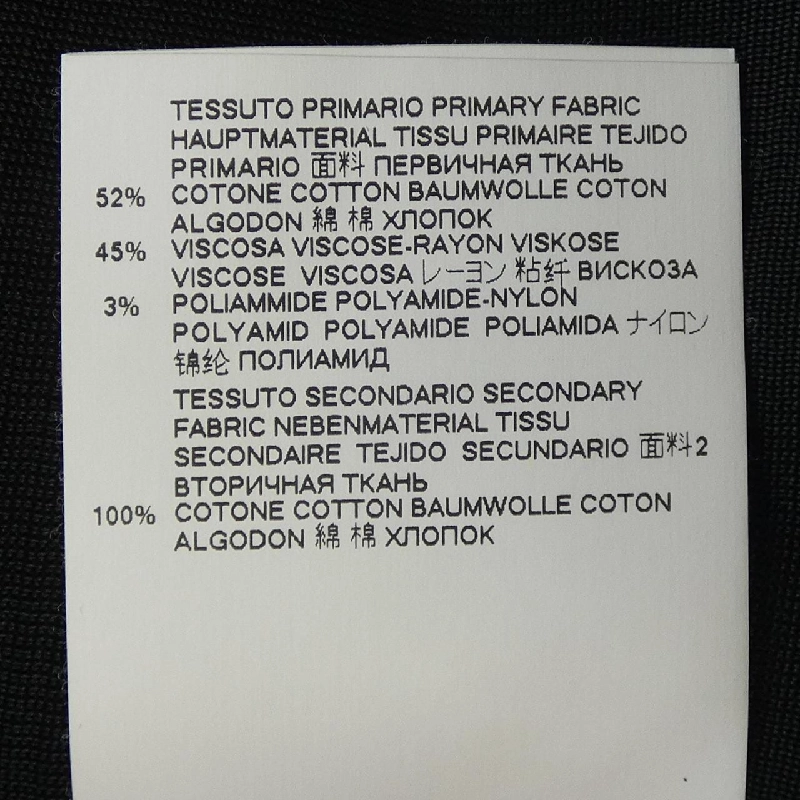 TESSUTO PRIMARIO PRIMARY FABRIC
HAUPTMATERIAL TISSU PRIMAIRE TEJIDO
PRIMARIO 面料 ПЕРВИЧНАЯ ТКАНЬ
52% COTONE COTTON BAUMWOLLE COTON
ALGODON 綿 棉 ХЛОПОК
45% VISCOSA VISCOSE-RAYON VISKOSE
VISCOSE VISCOSA レーヨン 粘纤 ВИСКОЗА
3% POLIAMMIDE POLYAMIDE-NYLON
POLYAMID POLYAMIDE POLIAMIDA ナイロン
锦纶 ПОЛИАМИД
TESSUTO SECONDARIO SECONDARY
FABRIC NEBENMATERIAL TISSU
SECONDAIRE TEJIDO SECUNDARIO 面料2
ВТОРИЧНАЯ ТКАНЬ
100% COTONE COTTON BAUMWOLLE COTON
ALGODON 綿 棉 ХЛОПОК